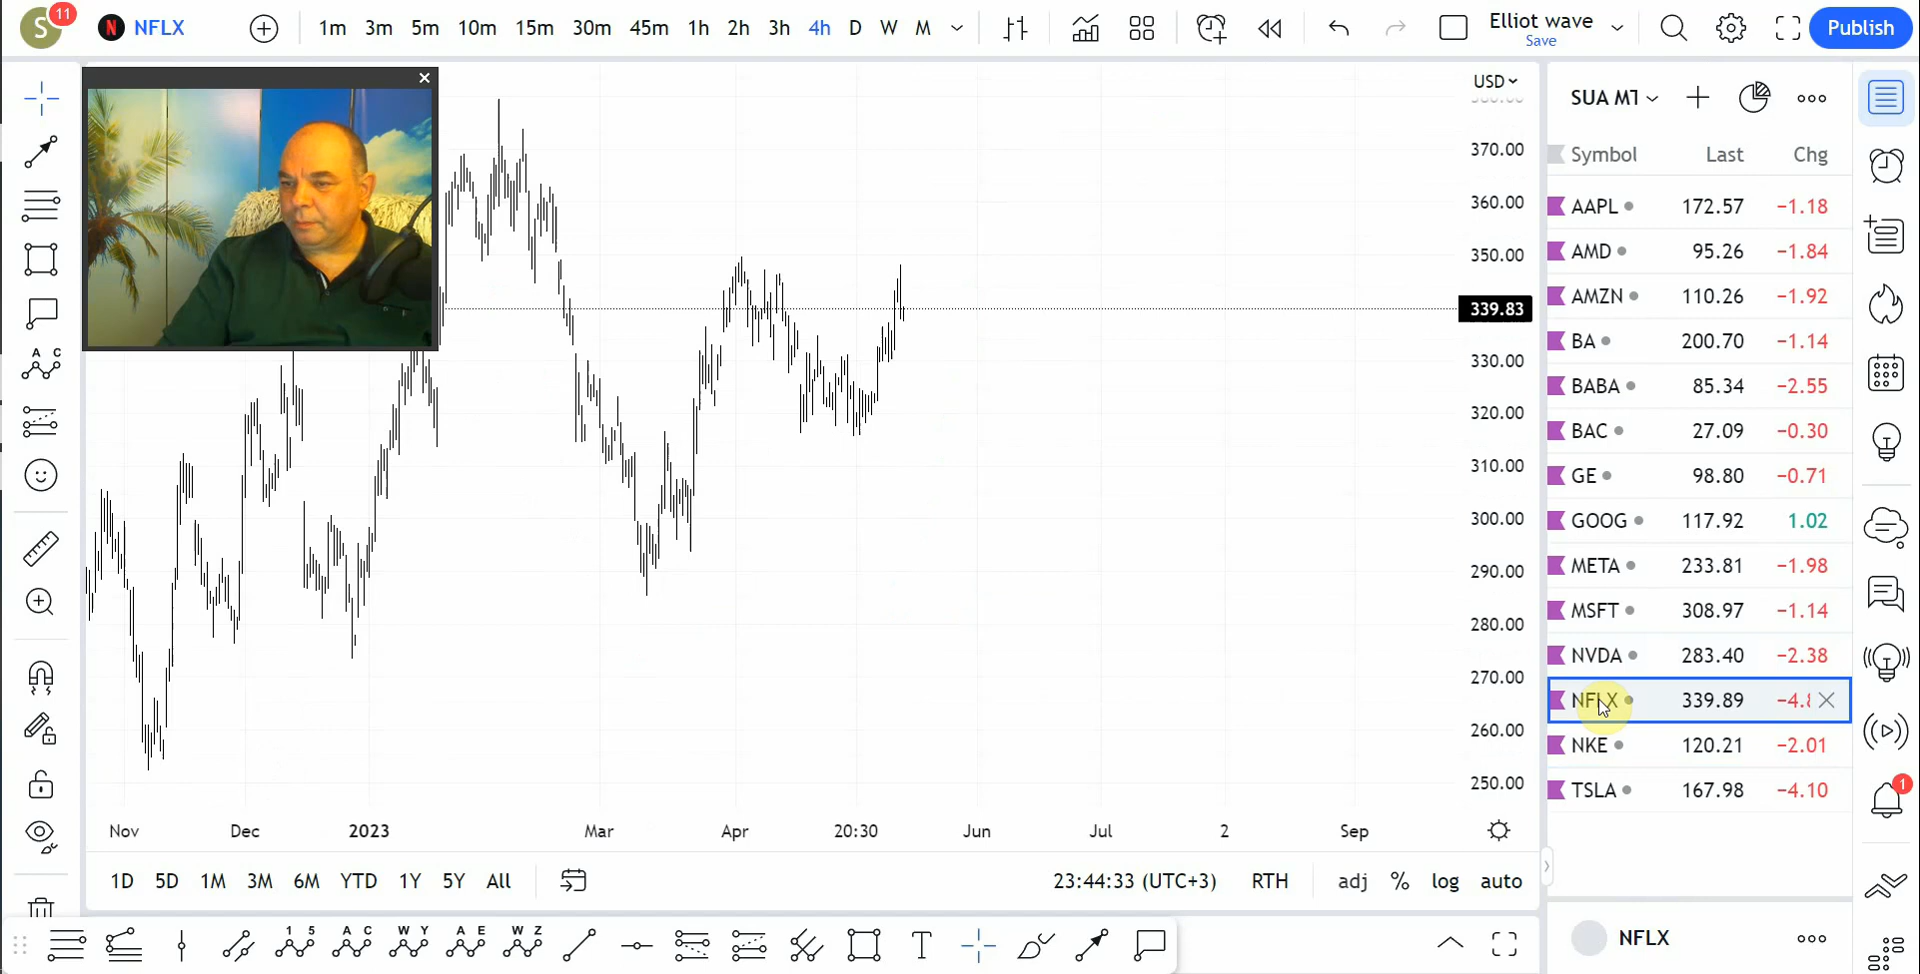 S 11 NFLX 1m 3m 5m 10m 15m 30m 45m 1h 2h 3h 4h D W M Elliot wave Publish
Save
USD
SUA MT
Symbol Last Chg
370.00
360.00
350.00
339.83
330.00
320.00
310.00
300.00
290.00
280.00
270.00
260.00
250.00
AAPL 172.57 −1.18
AMD 95.26 −1.84
AMZN 110.26 −1.92
BA 200.70 −1.14
BABA 85.34 −2.55
BAC 27.09 −0.30
GE 98.80 −0.71
GOOG 117.92 1.02
META 233.81 −1.98
MSFT 308.97 −1.14
NVDA 283.40 −2.38
NFLX 339.89
NKE 120.21 −2.01
TSLA 167.98 −4.10
1
A C
Nov Dec 2023 Mar Apr 20:30 Jun Jul 2 Sep
1D 5D 1M 3M 6M YTD 1Y 5Y All 23:44:33 (UTC+3) RTH adj % log auto
1 5 A C W Y A E W Z T
NFLX